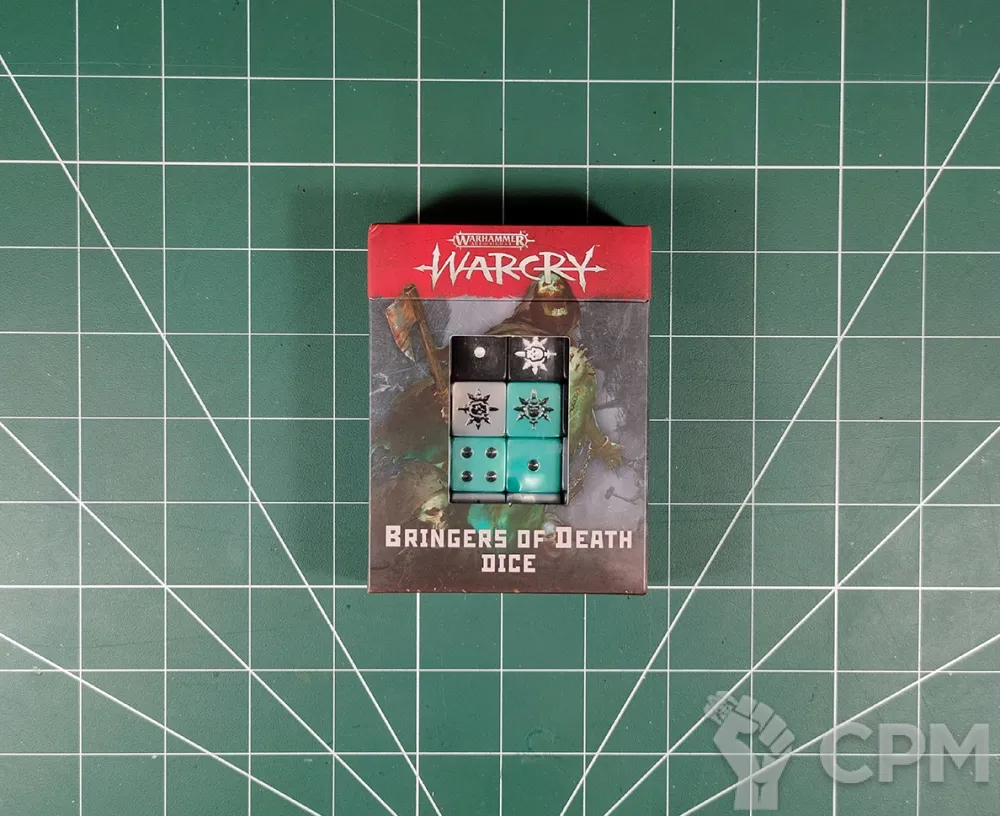 WARHAMMER
WARCRY
BRINGERS OF DEATH
DICE
CPM